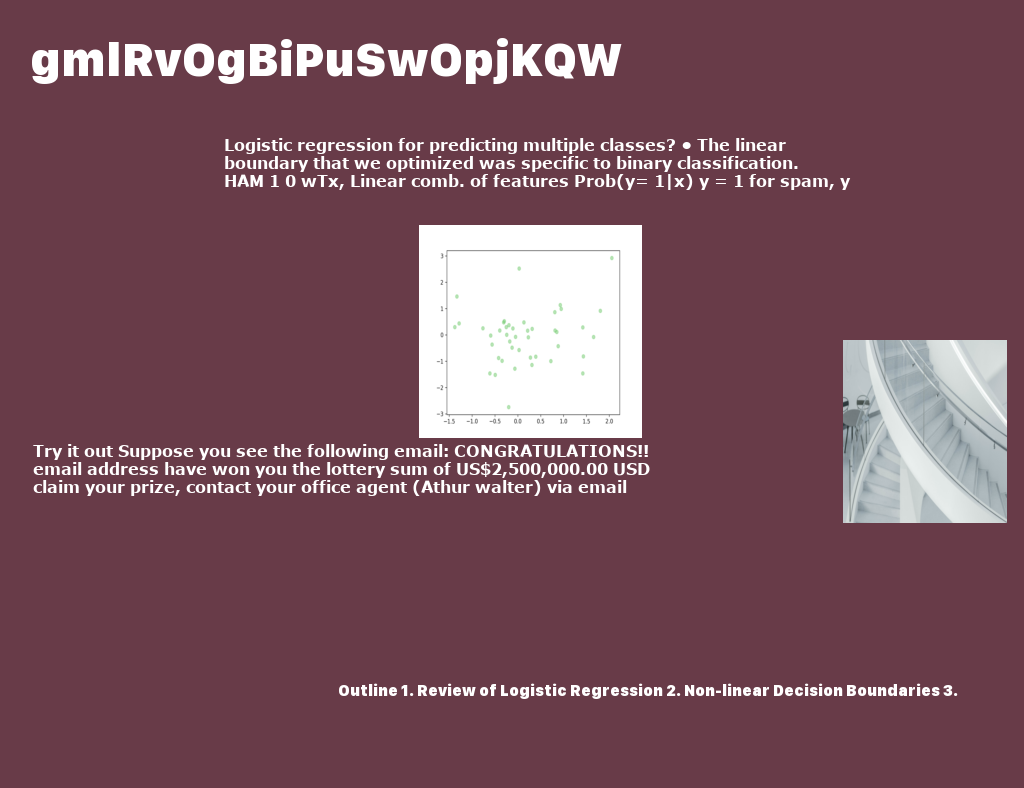 gmlRvOgBiPuSwOpjKQW
Logistic regression for predicting multiple classes? • The linear
boundary that we optimized was specific to binary classification.
HAM 1 0 wTx, Linear comb. of features Prob(y= 1|x) y = 1 for spam, y
3
2
1
0
−1
−2
−3
−1.5 −1.0 −0.5 0.0 0.5 1.0 1.5 2.0
Try it out Suppose you see the following email: CONGRATULATIONS!!
email address have won you the lottery sum of US$2,500,000.00 USD
claim your prize, contact your office agent (Athur walter) via email
Outline 1. Review of Logistic Regression 2. Non-linear Decision Boundaries 3.